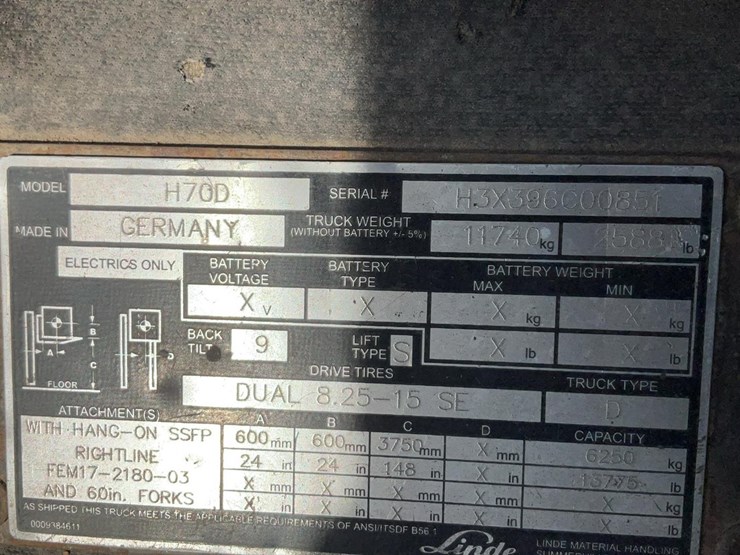 MODEL H70D SERIAL # H3X396C00851
MADE IN GERMANY TRUCK WEIGHT (WITHOUT BATTERY +/- 5%) 11740 kg lb
ELECTRICS ONLY BATTERY VOLTAGE X V BATTERY TYPE X BATTERY WEIGHT
MAX MIN
X kg X kg
X lb X lb
BACK TILT 9 LIFT TYPE S
A B C D
FLOOR
DRIVE TIRES TRUCK TYPE
DUAL 8.25-15 SE D
ATTACHMENT(S) A B C D CAPACITY
WITH HANG-ON SSFP 600 mm 600 mm 3750 mm X mm 6250 kg
RIGHTLINE 24 in 24 in 148 in X in 13775 lb
FEM17-2180-03 X mm X mm X mm X mm X kg
AND 60in. FORKS X in X in X in X in X lb
AS SHIPPED THIS TRUCK MEETS THE APPLICABLE REQUIREMENTS OF ANSI/ITSDF B56.1
0009384611
Linde LINDE MATERIAL HANDLING